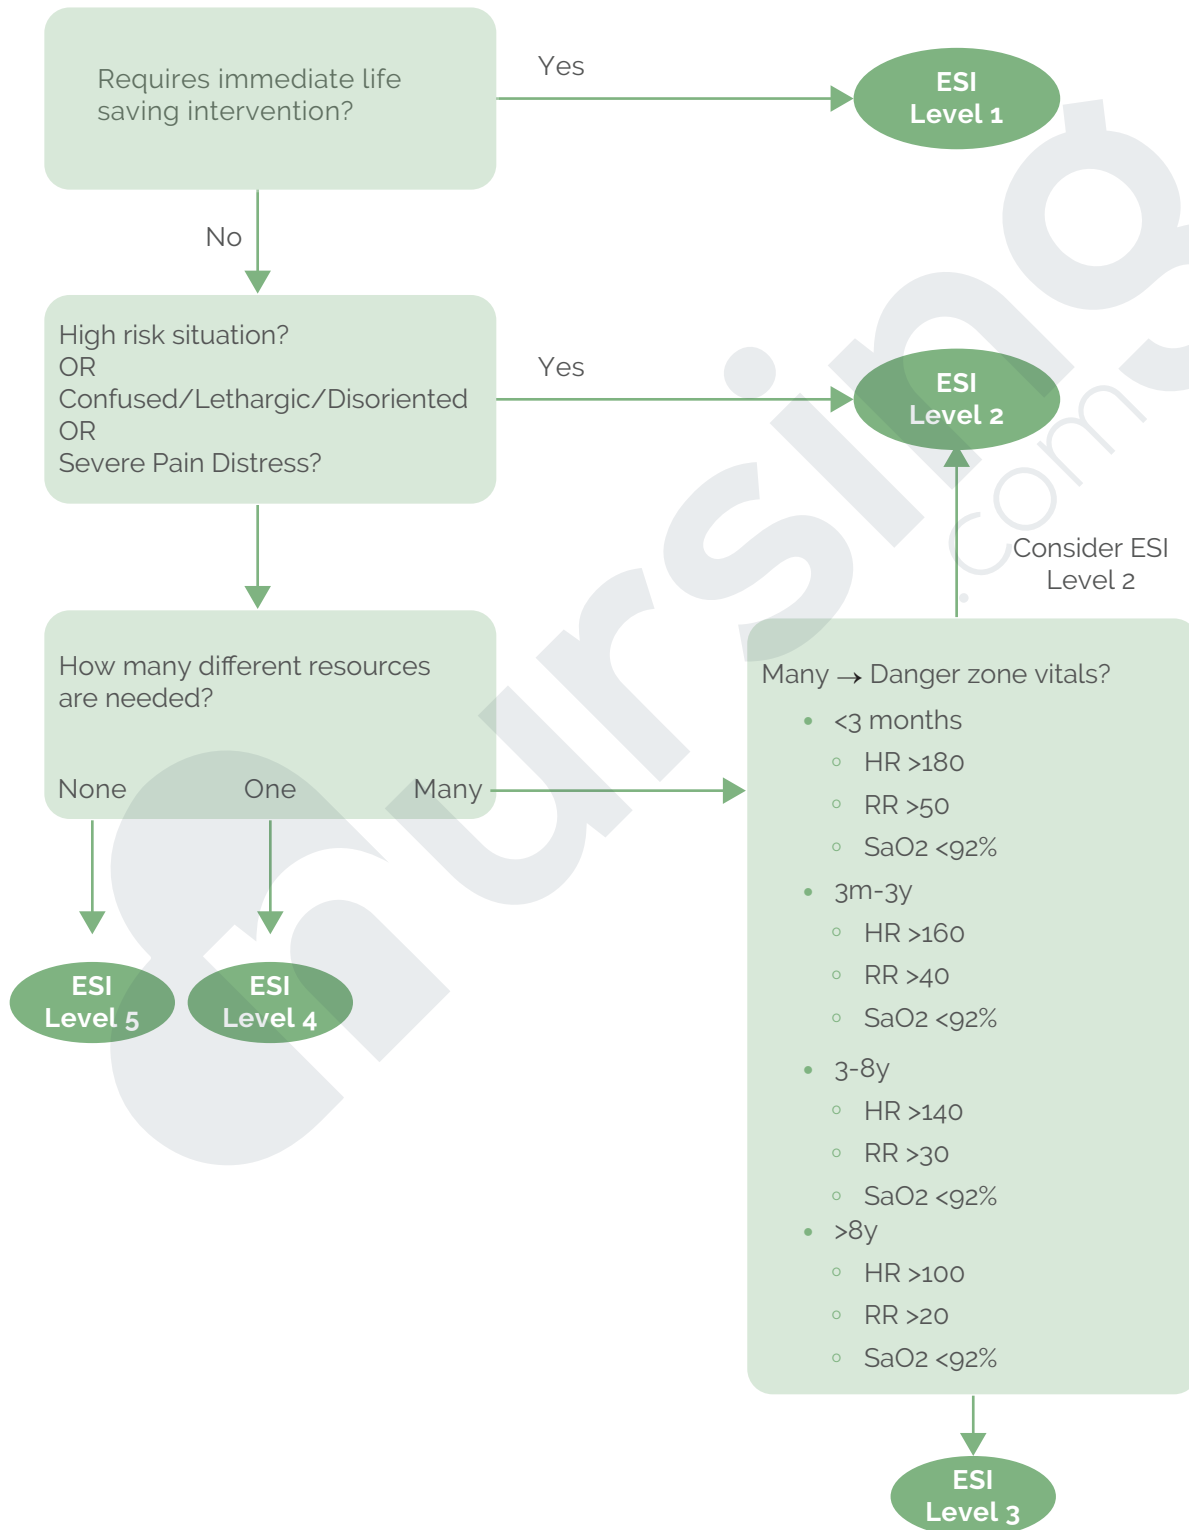 Requires immediate life
saving intervention?
Yes
ESI
Level 1
No
High risk situation?
OR
Confused/Lethargic/Disoriented
OR
Severe Pain Distress?
Yes
ESI
Level 2
Consider ESI
Level 2
How many different resources
are needed?
None One Many
ESI
Level 5
ESI
Level 4
Many → Danger zone vitals?
• <3 months
◦ HR >180
◦ RR >50
◦ SaO2 <92%
• 3m-3y
◦ HR >160
◦ RR >40
◦ SaO2 <92%
• 3-8y
◦ HR >140
◦ RR >30
◦ SaO2 <92%
• >8y
◦ HR >100
◦ RR >20
◦ SaO2 <92%
ESI
Level 3
nursing
.com